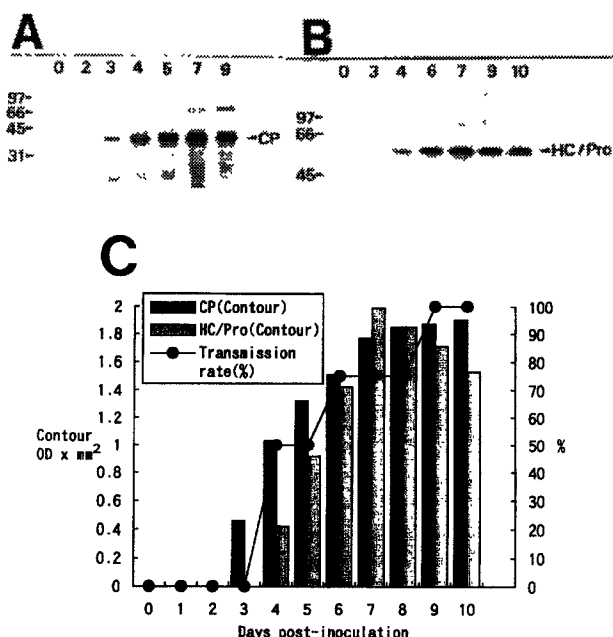 A
0 2 3 4 5 7 9
97-
66-
45-
31-
-CP
B
0 3 4 6 7 9 10
97-
66-
45-
-HC/Pro
C
CP(Contour)
HC/Pro(Contour)
Transmission
rate(%)
2
1.8
1.6
1.4
1.2
1
0.8
0.6
0.4
0.2
0
Contour
OD x mm²
100
90
80
70
60
50
40
30
20
10
0
%
0 1 2 3 4 5 6 7 8 9 10
Days post-inoculation